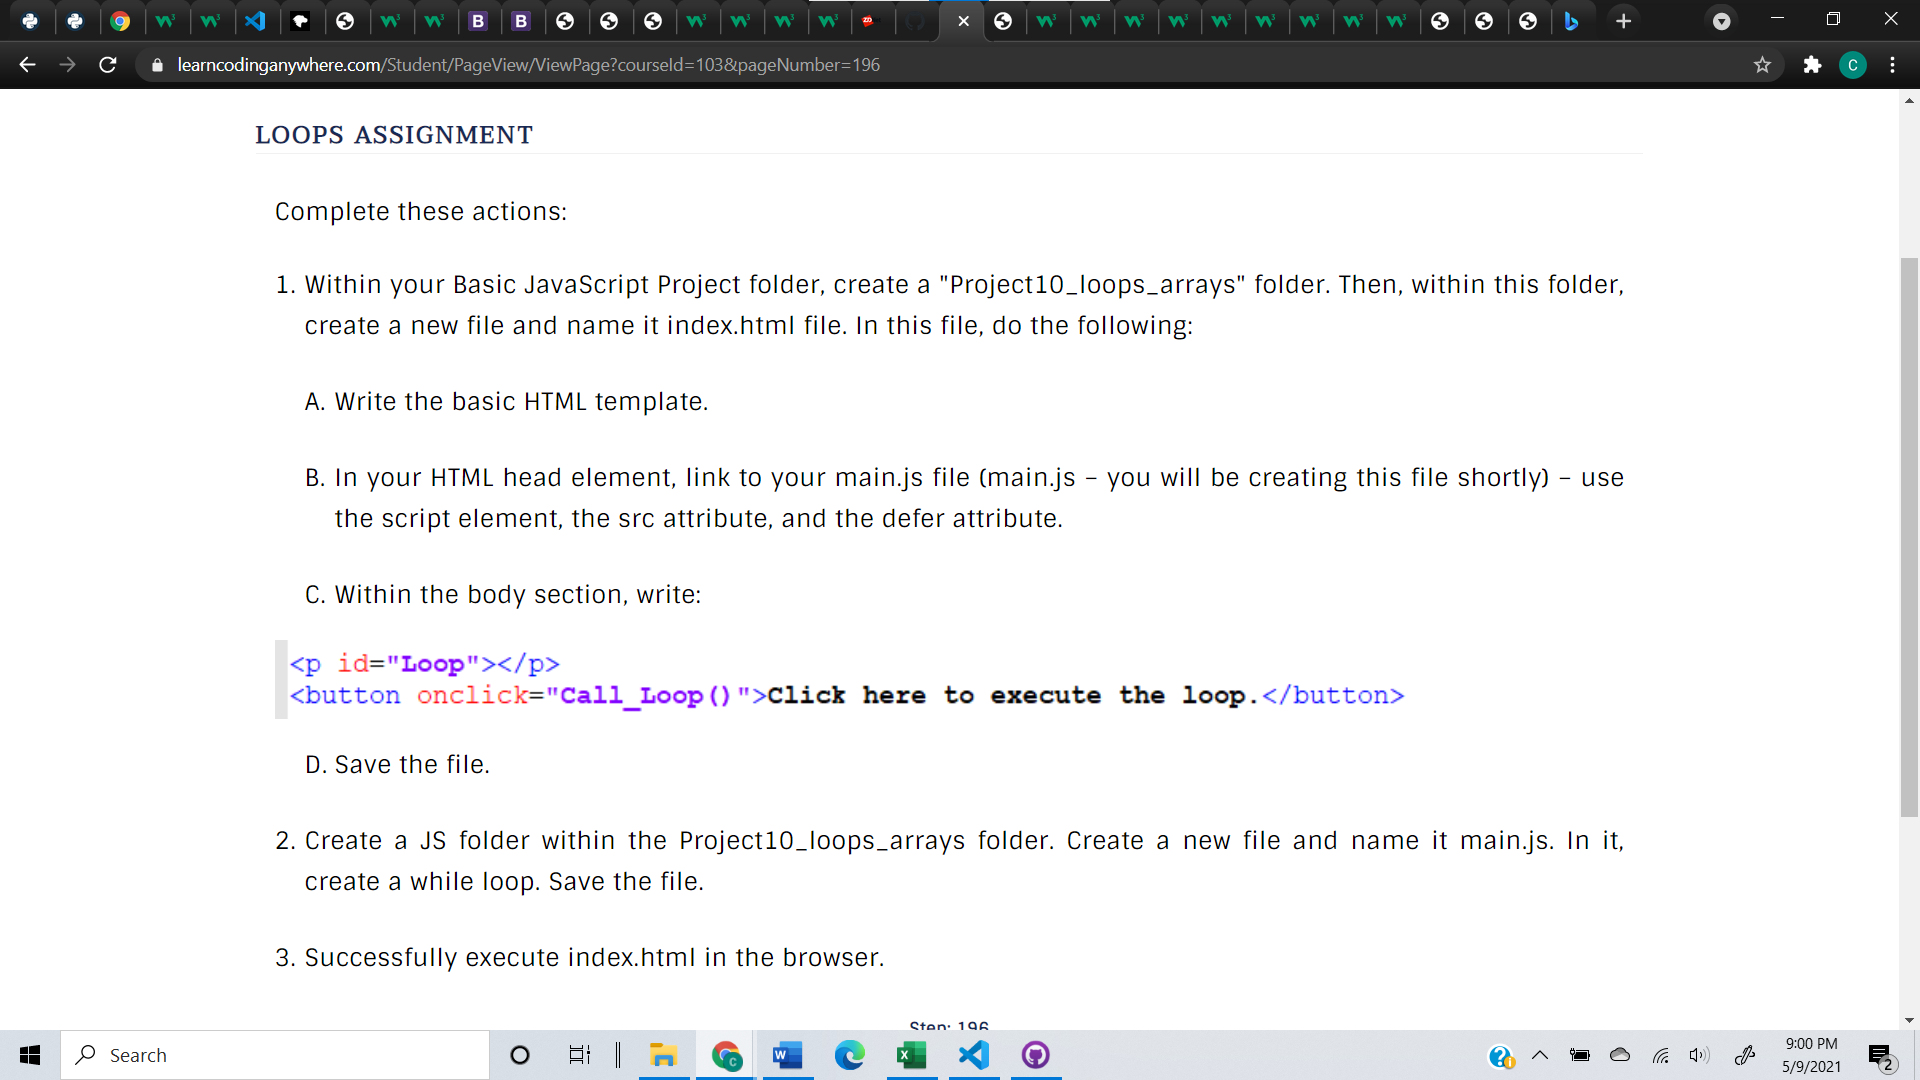 learncodinganywhere.com/Student/PageView/ViewPage?courseId=103&pageNumber=196
LOOPS ASSIGNMENT
Complete these actions:
1. Within your Basic JavaScript Project folder, create a "Project10_loops_arrays" folder. Then, within this folder,
create a new file and name it index.html file. In this file, do the following:
A. Write the basic HTML template.
B. In your HTML head element, link to your main.js file (main.js – you will be creating this file shortly) – use
the script element, the src attribute, and the defer attribute.
C. Within the body section, write:
<p id="Loop"></p>
<button onclick="Call_Loop()">Click here to execute the loop.</button>
D. Save the file.
2. Create a JS folder within the Project10_loops_arrays folder. Create a new file and name it main.js. In it,
create a while loop. Save the file.
3. Successfully execute index.html in the browser.
Step: 196
Search
9:00 PM
5/9/2021
2